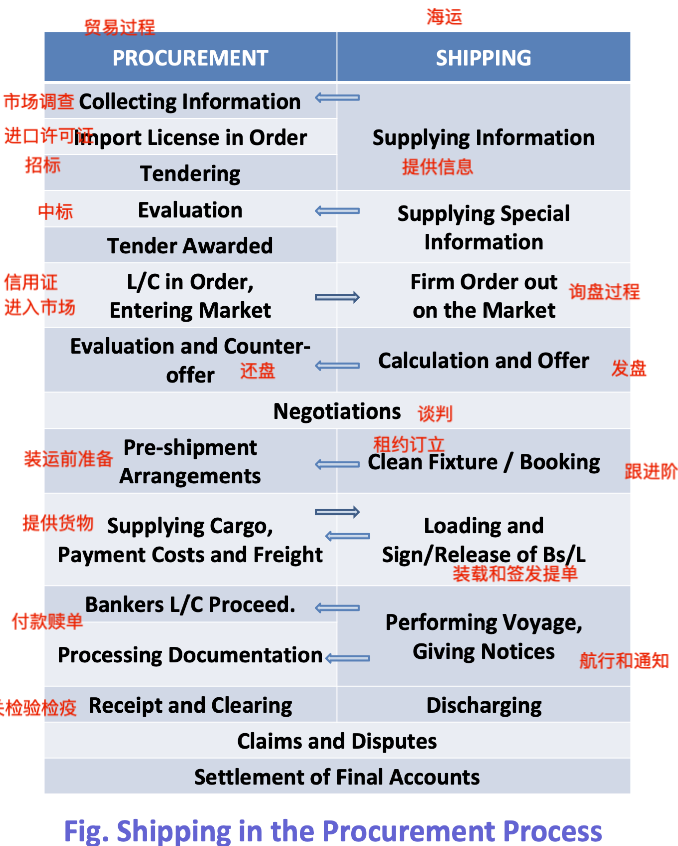 贸易过程
海运
PROCUREMENT
SHIPPING
市场调查
Collecting Information
进口许可证
Import License in Order
Supplying Information
招标
Tendering
提供信息
中标
Evaluation
Supplying Special
Information
Tender Awarded
信用证
进入市场
L/C in Order,
Entering Market
Firm Order out
on the Market
询盘过程
Evaluation and Counter-
offer
还盘
Calculation and Offer
发盘
Negotiations
谈判
装运前准备
Pre-shipment
Arrangements
租约订立
Clean Fixture / Booking
跟进阶
提供货物
Supplying Cargo,
Payment Costs and Freight
Loading and
Sign/Release of Bs/L
装载和签发提单
付款赎单
Bankers L/C Proceed.
Performing Voyage,
Giving Notices
航行和通知
Processing Documentation
检验检疫
Receipt and Clearing
Discharging
Claims and Disputes
Settlement of Final Accounts
Fig. Shipping in the Procurement Process